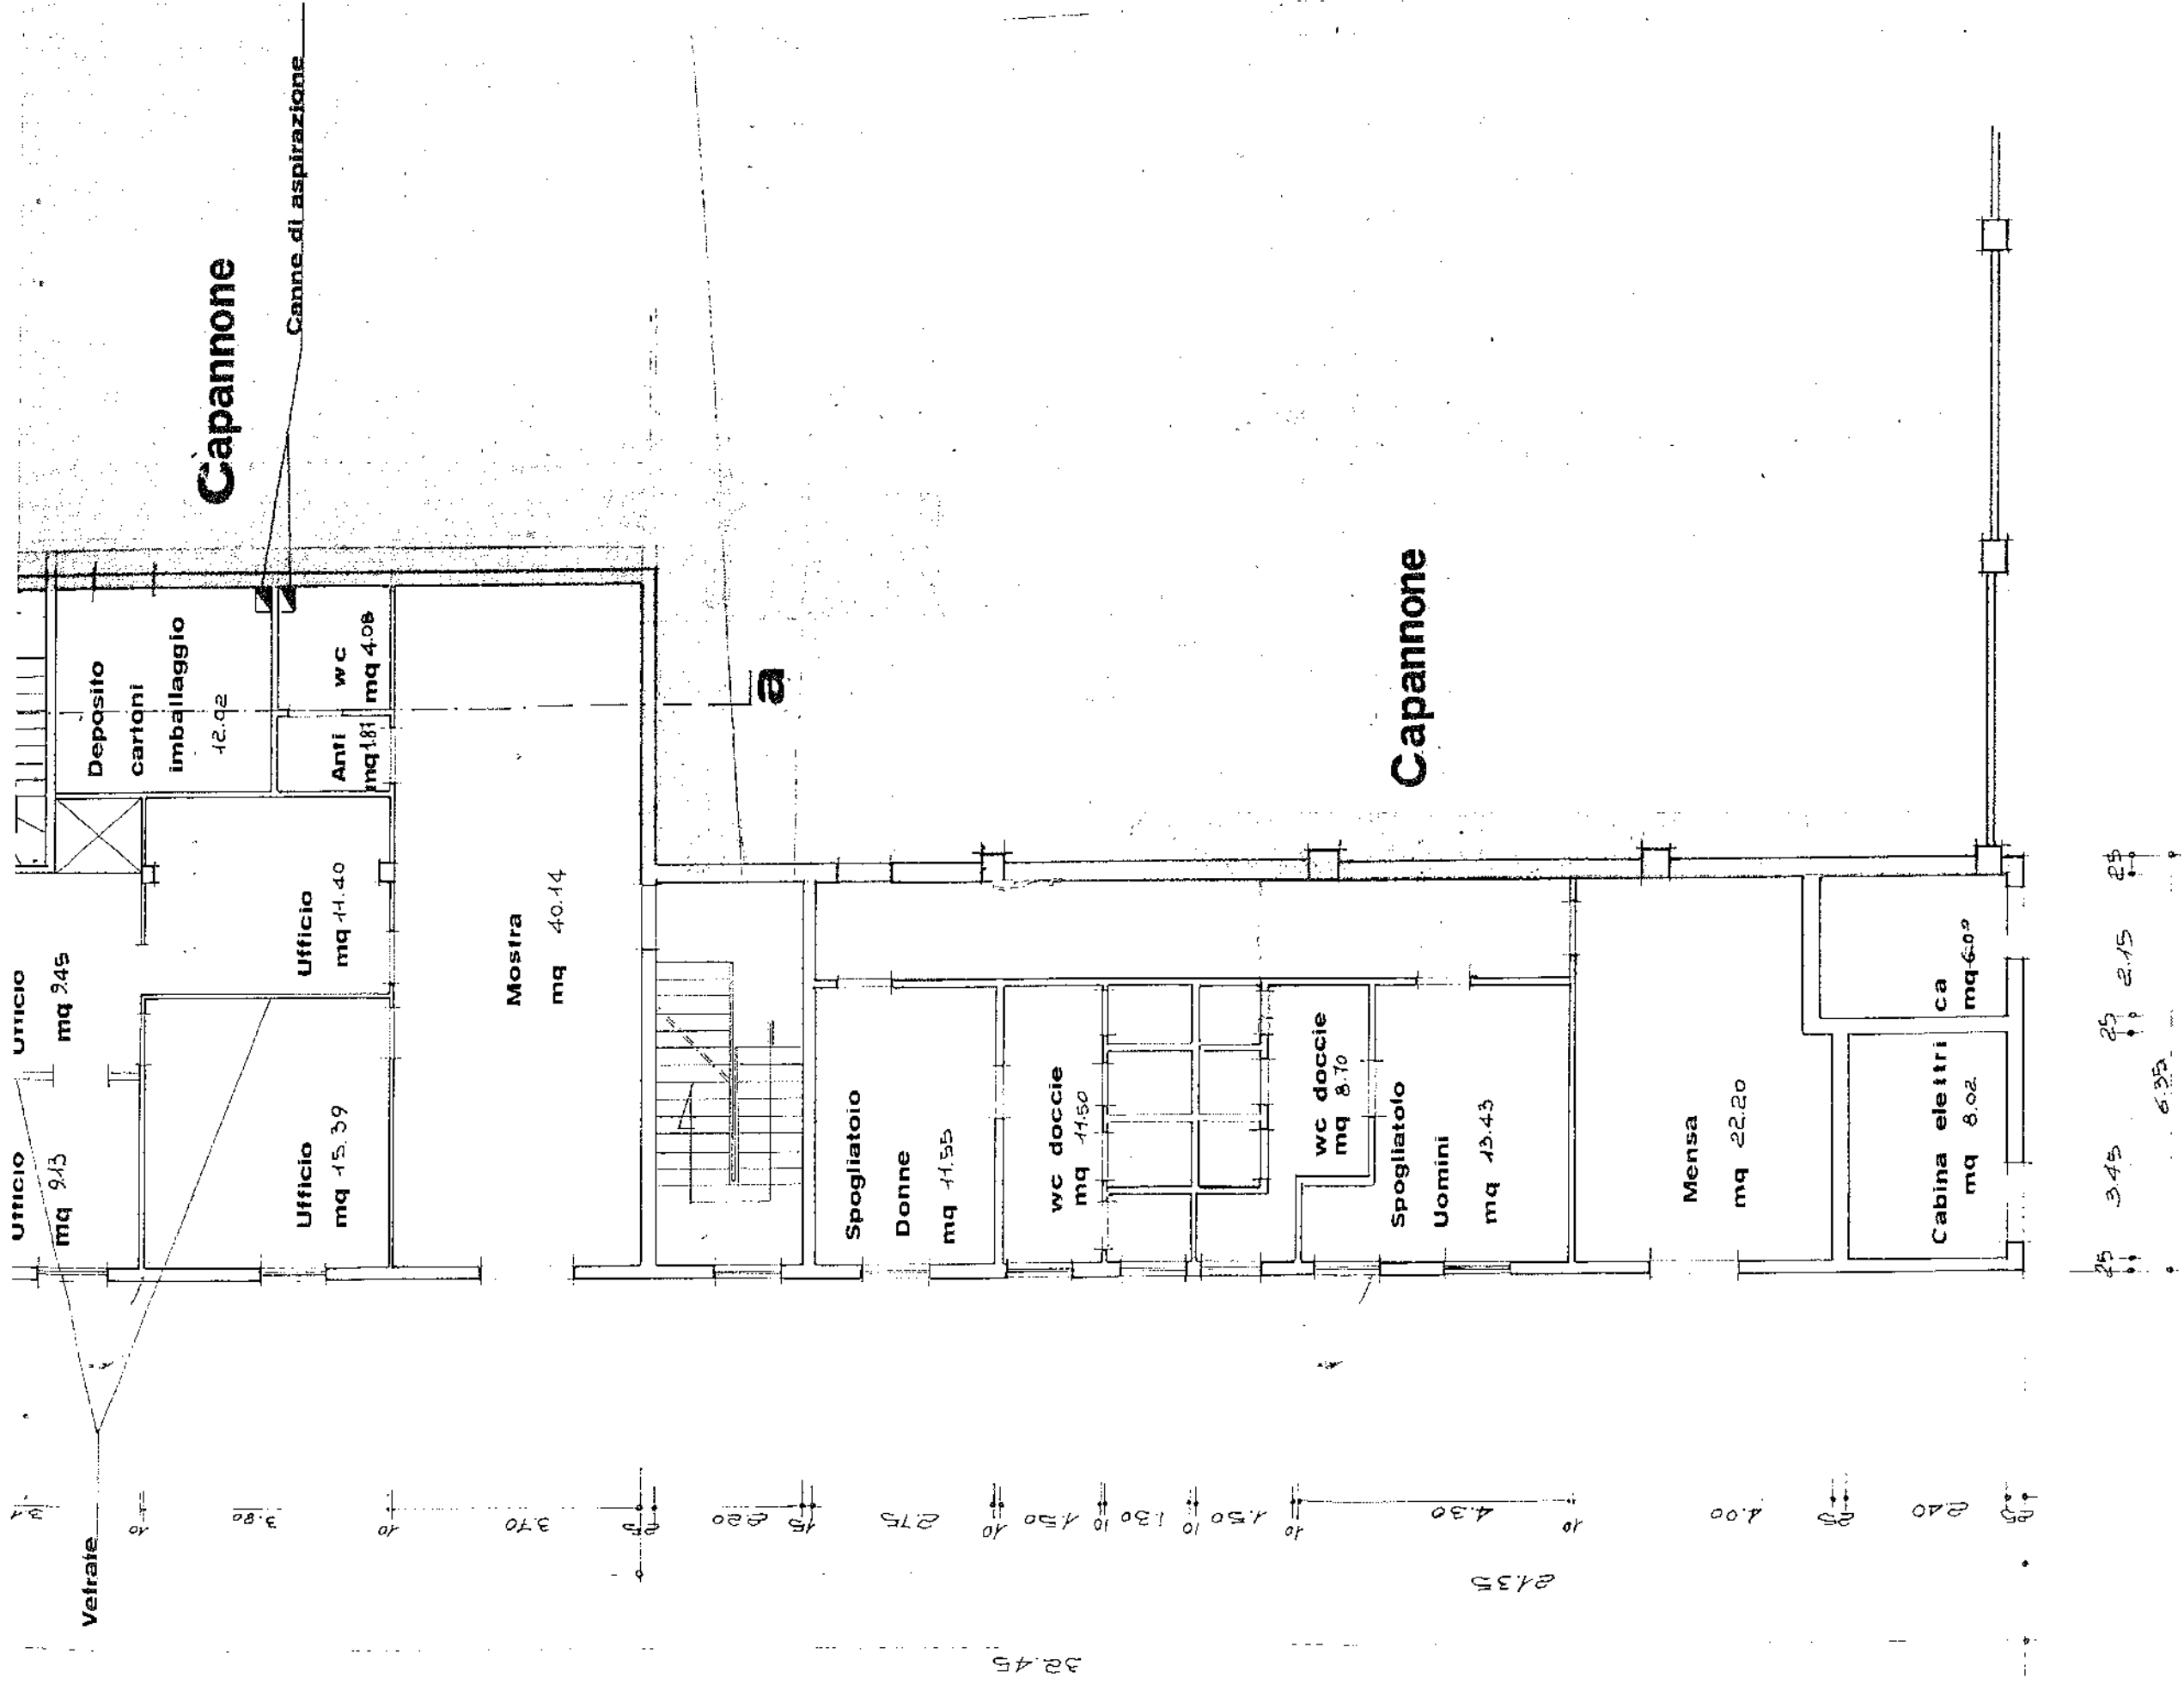 Canne di aspirazione
Capannone
Deposito
cartoni
imballaggio
12.02
wc
mq 4.08
Anti
mq 1.81
Ufficio
mq 9.45
Ufficio
mq 9.13
Ufficio
mq 11.40
Ufficio
mq 15.39
Mostra
mq 40.14
a
Capannone
Spogliatoio
Donne
mq 11.55
wc doccie
mq 11.50
wc doccie
mq 8.70
Spogliatoio
Uomini
mq 13.43
Mensa
mq 22.20
Cabina elettri ca
mq 8.02
mq 6.02
Vetrate
10
3.80
10
3.70
25
2.20
15
2.75
10
1.50
10
1.30
10
1.50
10
4.30
10
4.00
25
2.40
25
21.35
32.45
25
3.45
25
2.15
25
6.35